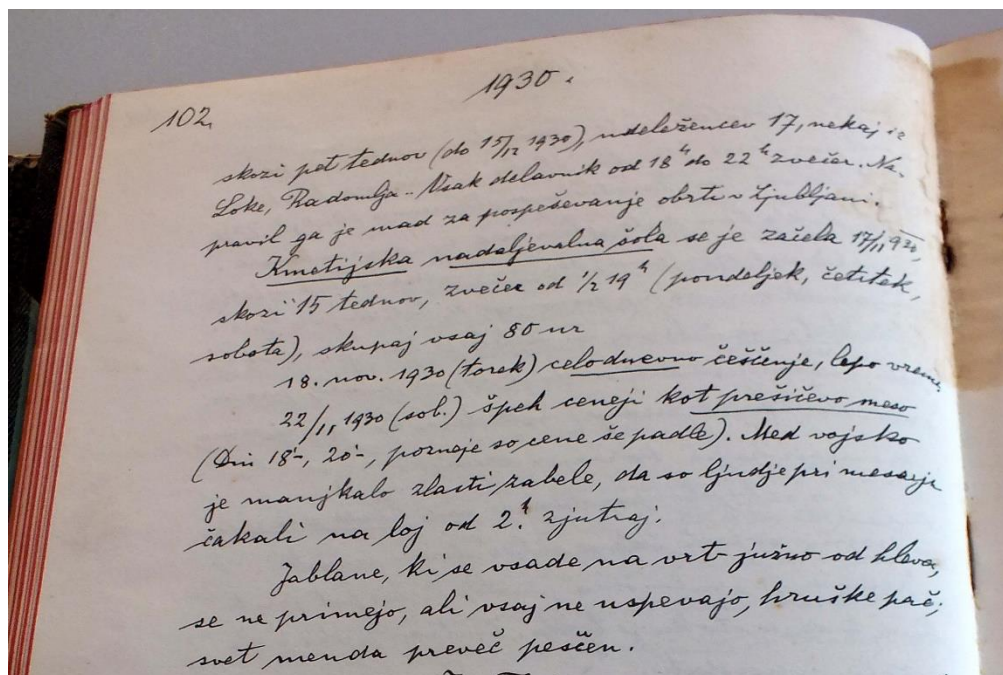 1930.
102.
skozi pet tednov (do 15/12 1930), udeležencev 17, nekaj iz
Loke, Radomlja.. Vsak delavnik od 18h do 22h zvečer. Na-
pravil ga je urad za pospeševanje obrti v Ljubljani.
Kmetijska nadaljevalna šola se je začela 17/11 930,
skozi 15 tednov, zvečer od 1/2 19h (pondeljek, četrtek,
sobota), skupaj vsaj 80 ur
18. nov. 1930 (torek) celodnevno češčenje, lepo vreme,
22/11 1930 (sob.) špeh ceneji kot prešičevo meso
(Din 18'-, 20'-, pozneje so cene še padle). Med vojsko
je manjkalo zlasti zabele, da so ljudje pri mesarju
čakali na loj od 2.h zjutraj.
Jablane, ki se vsade na vrt južno od hleva,
se ne primejo, ali vsaj ne uspevajo, hruške pač;
svet menda preveč peščen.